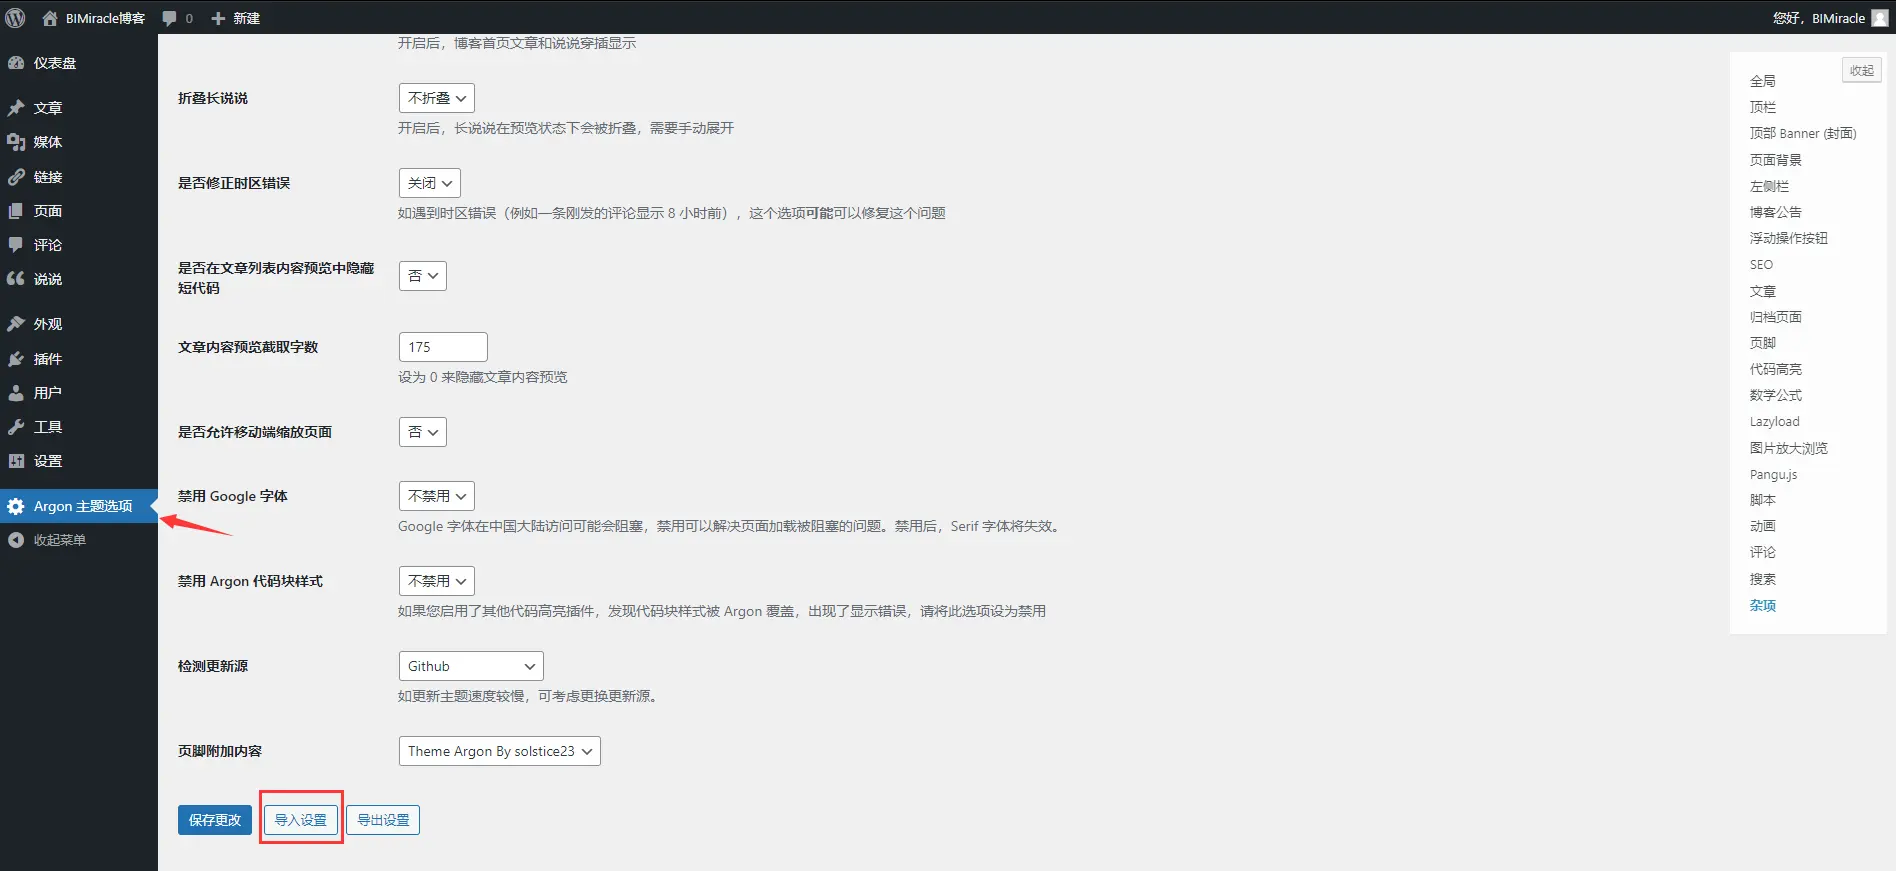 BIMiracle博客
0
新建
您好，BIMiracle
仪表盘
文章
媒体
链接
页面
评论
说说
外观
插件
用户
工具
设置
Argon 主题选项
收起菜单
开启后，博客首页文章和说说穿插显示
折叠长说说
不折叠
开启后，长说说在预览状态下会被折叠，需要手动展开
是否修正时区错误
关闭
如遇到时区错误（例如一条刚发的评论显示 8 小时前），这个选项可能可以修复这个问题
是否在文章列表内容预览中隐藏
短代码
否
文章内容预览截取字数
175
设为 0 来隐藏文章内容预览
是否允许移动端缩放页面
否
禁用 Google 字体
不禁用
Google 字体在中国大陆访问可能会阻塞，禁用可以解决页面加载被阻塞的问题。禁用后，Serif 字体将失效。
禁用 Argon 代码块样式
不禁用
如果您启用了其他代码高亮插件，发现代码块样式被 Argon 覆盖，出现了显示错误，请将此选项设为禁用
检测更新源
Github
如更新主题速度较慢，可考虑更换更新源。
页脚附加内容
Theme Argon By solstice23
保存更改
导入设置
导出设置
收起
全局
顶栏
顶部 Banner (封面)
页面背景
左侧栏
博客公告
浮动操作按钮
SEO
文章
归档页面
页脚
代码高亮
数学公式
Lazyload
图片放大浏览
Pangu.js
脚本
动画
评论
搜索
杂项